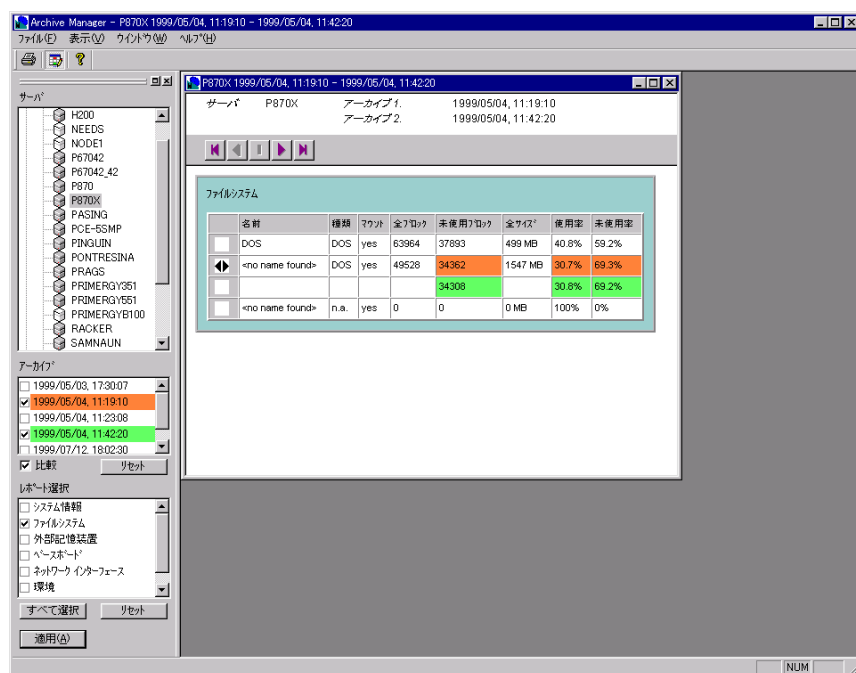 Archive Manager - P870X 1999/05/04, 11:19:10 - 1999/05/04, 11:42:20
ファイル(F) 表示(V) ウインドウ(W) ヘルプ(H)
サーバ
H200
NEEDS
NODE1
P67042
P67042_42
P870
P870X
PASING
PCE-5SMP
PINGUIN
PONTRESINA
PRAGS
PRIMERGY351
PRIMERGY551
PRIMERGYB100
RACKER
SAMNAUN
アーカイブ
1999/05/03, 17:30:07
1999/05/04, 11:19:10
1999/05/04, 11:23:08
1999/05/04, 11:42:20
1999/07/12, 18:02:30
比較 リセット
レポート選択
システム情報
ファイルシステム
外部記憶装置
ベースボード
ネットワーク インターフェース
環境
すべて選択 リセット
適用(A)
P870X 1999/05/04, 11:19:10 - 1999/05/04, 11:42:20
サーバ P870X アーカイブ 1. 1999/05/04, 11:19:10
アーカイブ 2. 1999/05/04, 11:42:20
ファイルシステム
名前 種類 マウント 全ブロック 未使用ブロック 全サイズ 使用率 未使用率
DOS DOS yes 63964 37893 499 MB 40.8% 59.2%
<no name found> DOS yes 49528 34362 1547 MB 30.7% 69.3%
34308 30.8% 69.2%
<no name found> n.a. yes 0 0 0 MB 100% 0%
NUM